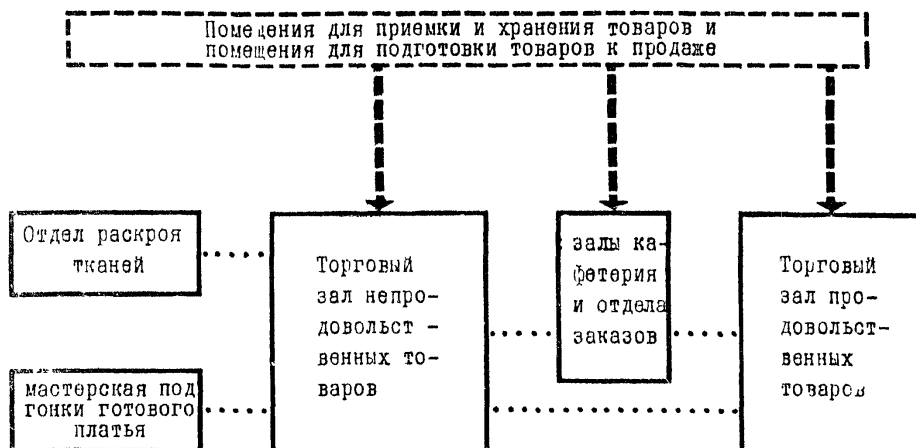 Помещения для приемки и хранения товаров и
помещения для подготовки товаров к продаже
Отдел раскроя
тканей
Торговый
зал непро-
довольст -
венных то-
варов
залы ка-
фетерия
и отдела
заказов
Торговый
зал про-
довольст-
венных
товаров
мастерская под
гонки готового
платья